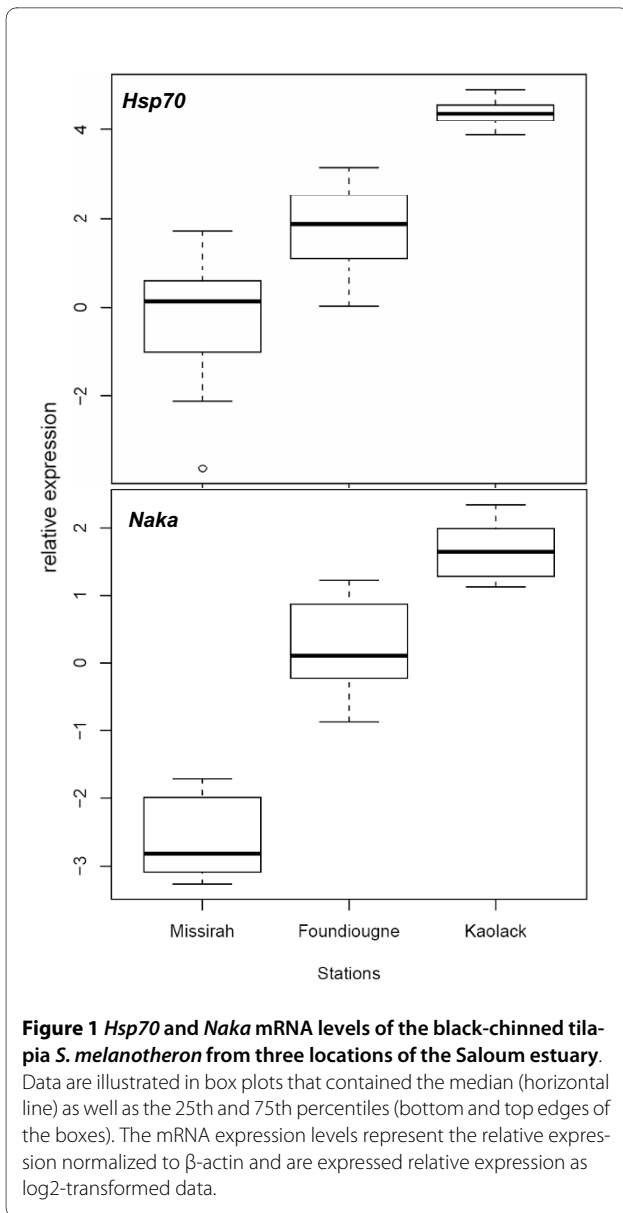 Hsp70
4
2
0
−2
relative expression
Naka
2
1
0
−1
−2
−3
Missirah Foundiougne Kaolack
Stations
Figure 1 Hsp70 and Naka mRNA levels of the black-chinned tila-
pia S. melanotheron from three locations of the Saloum estuary.
Data are illustrated in box plots that contained the median (horizontal
line) as well as the 25th and 75th percentiles (bottom and top edges of
the boxes). The mRNA expression levels represent the relative expres-
sion normalized to β-actin and are expressed relative expression as
log2-transformed data.